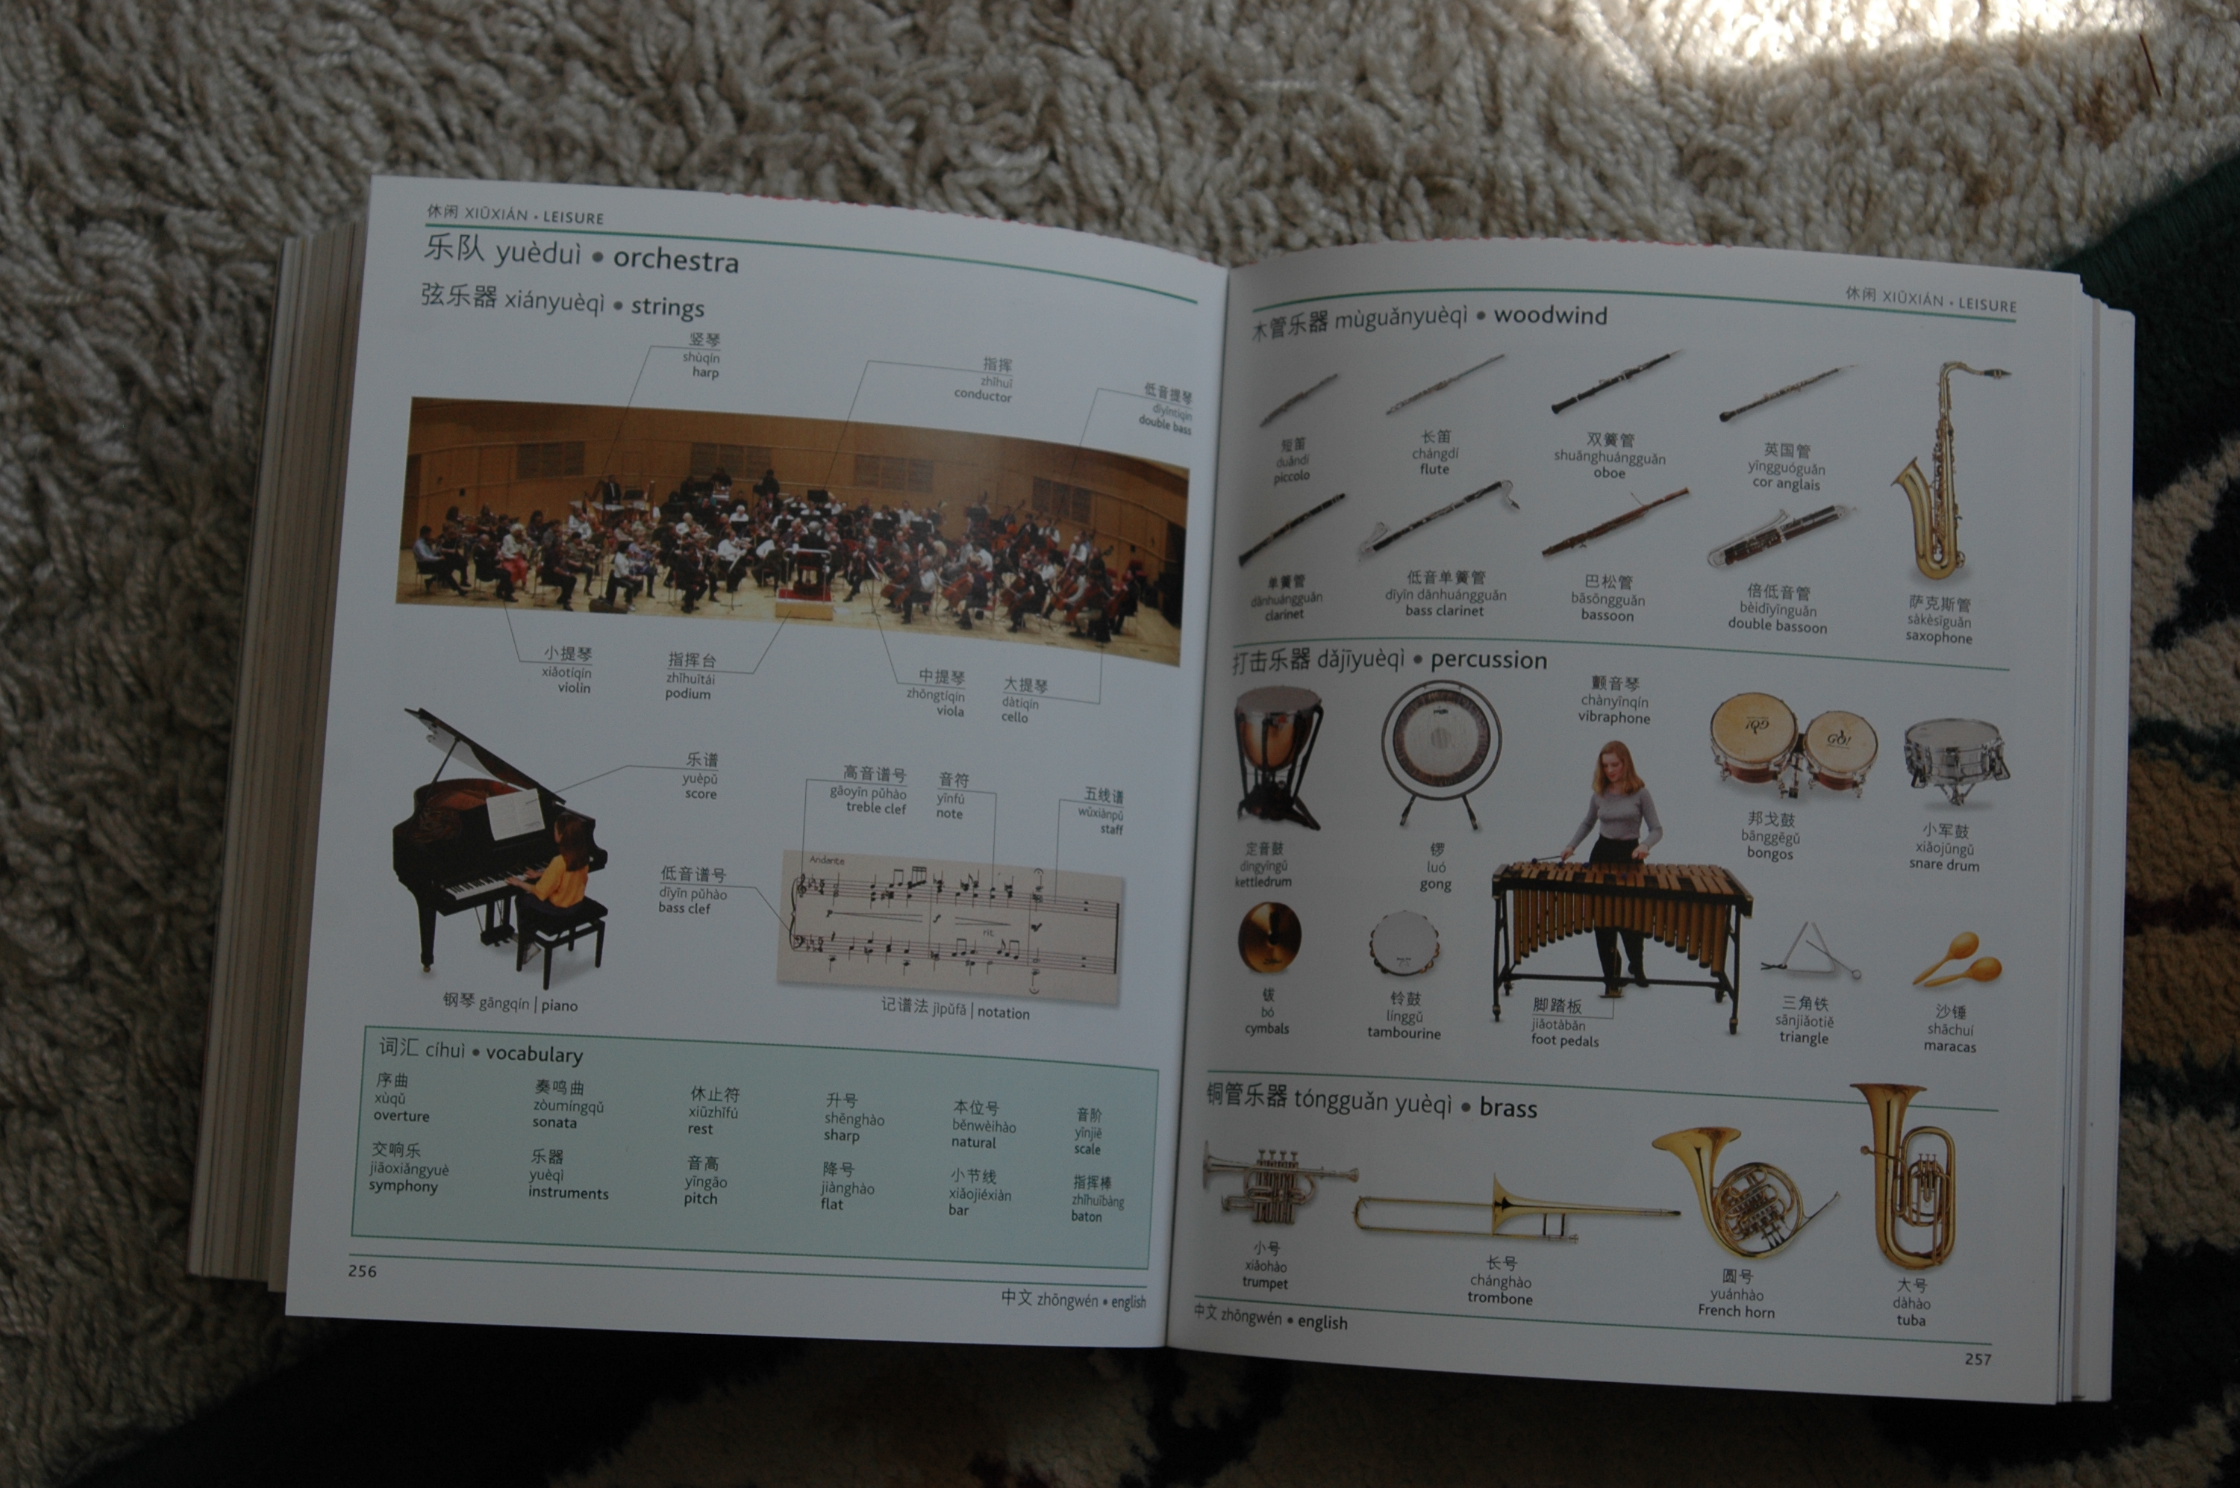 休闲 XIŪXIÁN • LEISURE
乐队 yuèduì • orchestra
弦乐器 xiányuèqì • strings
竖琴
shùqín
harp
指挥
zhǐhuī
conductor
低音提琴
dīyīntíqín
double bass
小提琴
xiǎotíqín
violin
指挥台
zhǐhuītái
podium
中提琴
zhōngtíqín
viola
大提琴
dàtíqín
cello
乐谱
yuèpǔ
score
高音谱号
gāoyīn pǔhào
treble clef
音符
yīnfú
note
五线谱
wǔxiànpǔ
staff
低音谱号
dīyīn pǔhào
bass clef
Andante
rit.
钢琴 gāngqín | piano
记谱法 jìpǔfǎ | notation
词汇 cíhuì • vocabulary
序曲
xùqǔ
overture
奏鸣曲
zòumíngqǔ
sonata
休止符
xiūzhǐfú
rest
升号
shēnghào
sharp
本位号
běnwèihào
natural
音阶
yīnjiē
scale
交响乐
jiāoxiǎngyuè
symphony
乐器
yuèqì
instruments
音高
yīngāo
pitch
降号
jiànghào
flat
小节线
xiǎojiéxiàn
bar
指挥棒
zhǐhuībàng
baton
256
中文 zhōngwén • english
休闲 XIŪXIÁN • LEISURE
木管乐器 mùguǎnyuèqì • woodwind
短笛
duǎndí
piccolo
长笛
chángdí
flute
双簧管
shuānghuángguǎn
oboe
英国管
yīngguóguǎn
cor anglais
单簧管
dānhuángguǎn
clarinet
低音单簧管
dīyīn dānhuángguǎn
bass clarinet
巴松管
bāsōngguǎn
bassoon
倍低音管
bèidīyīnguǎn
double bassoon
萨克斯管
sàkèsīguǎn
saxophone
打击乐器 dǎjīyuèqì • percussion
定音鼓
dìngyīngǔ
kettledrum
锣
luó
gong
颤音琴
chànyīnqín
vibraphone
邦戈鼓
bānggēgǔ
bongos
小军鼓
xiǎojūngǔ
snare drum
钹
bó
cymbals
铃鼓
línggǔ
tambourine
脚踏板
jiǎotàbǎn
foot pedals
三角铁
sānjiǎotiě
triangle
沙锤
shāchuí
maracas
铜管乐器 tóngguǎn yuèqì • brass
小号
xiǎohào
trumpet
长号
chánghào
trombone
圆号
yuánhào
French horn
大号
dàhào
tuba
中文 zhōngwén • english
257